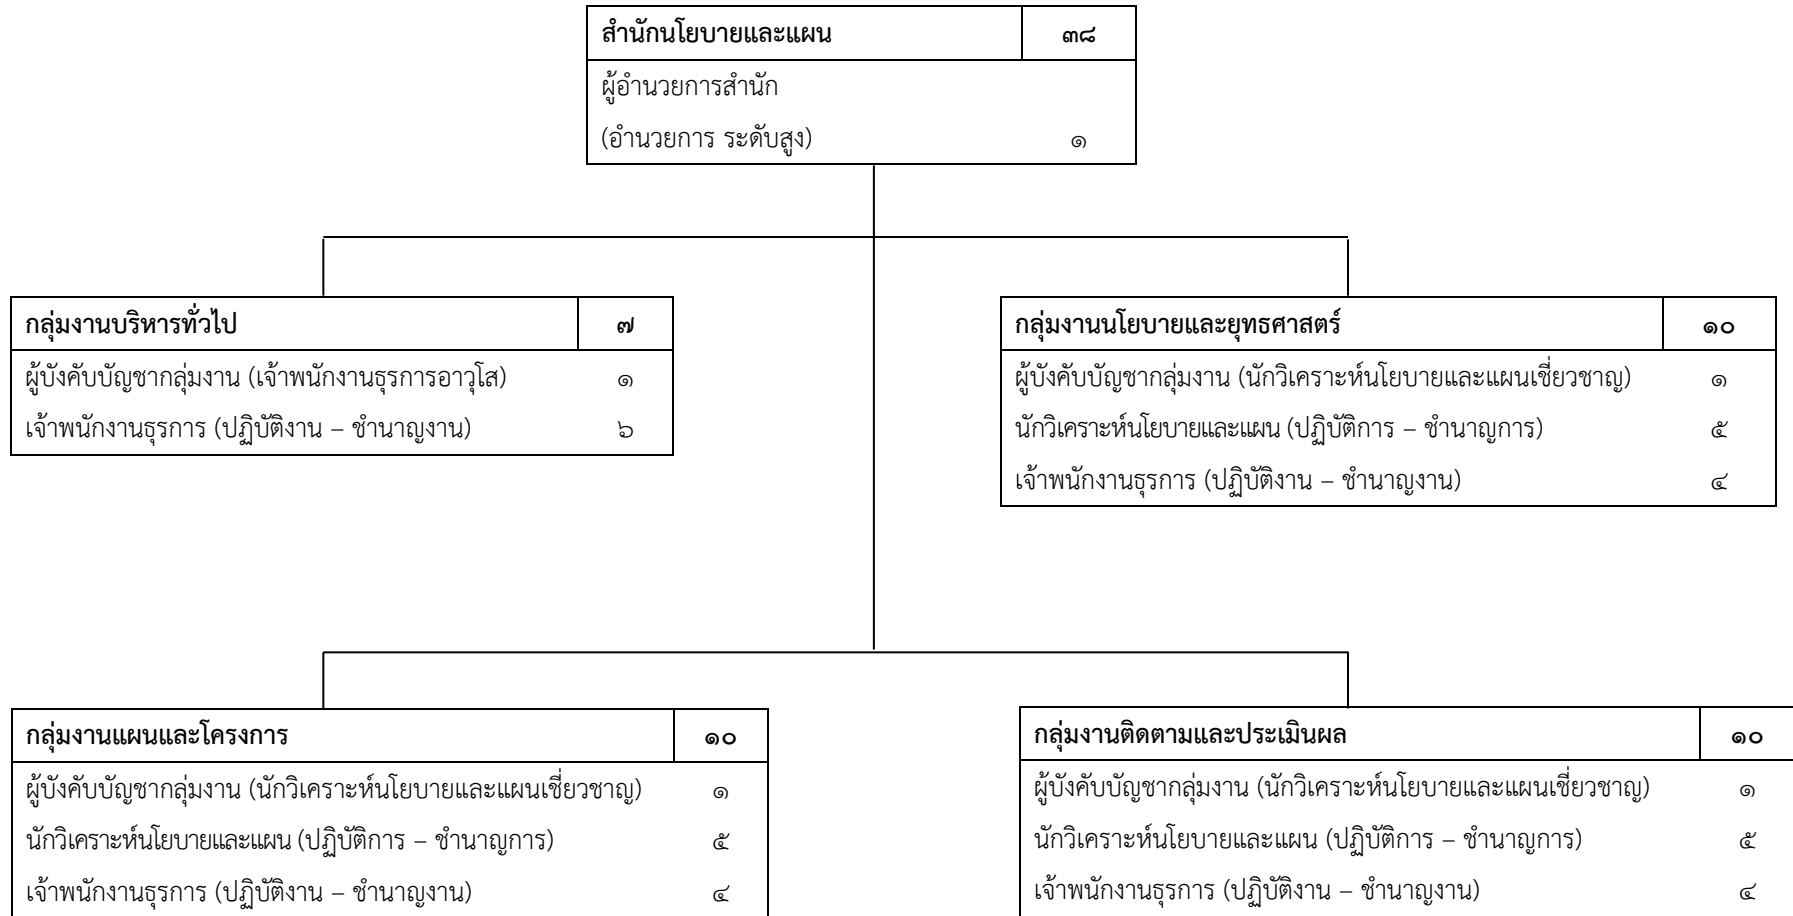 สำนักนโยบายและแผน ๓๘
ผู้อำนวยการสำนัก
(อำนวยการ ระดับสูง) ๑
กลุ่มงานบริหารทั่วไป ๗
ผู้บังคับบัญชากลุ่มงาน (เจ้าพนักงานธุรการอาวุโส) ๑
เจ้าพนักงานธุรการ (ปฏิบัติงาน – ชำนาญงาน) ๖
กลุ่มงานนโยบายและยุทธศาสตร์ ๑๐
ผู้บังคับบัญชากลุ่มงาน (นักวิเคราะห์นโยบายและแผนเชี่ยวชาญ) ๑
นักวิเคราะห์นโยบายและแผน (ปฏิบัติการ – ชำนาญการ) ๕
เจ้าพนักงานธุรการ (ปฏิบัติงาน – ชำนาญงาน) ๔
กลุ่มงานแผนและโครงการ ๑๐
ผู้บังคับบัญชากลุ่มงาน (นักวิเคราะห์นโยบายและแผนเชี่ยวชาญ) ๑
นักวิเคราะห์นโยบายและแผน (ปฏิบัติการ – ชำนาญการ) ๕
เจ้าพนักงานธุรการ (ปฏิบัติงาน – ชำนาญงาน) ๔
กลุ่มงานติดตามและประเมินผล ๑๐
ผู้บังคับบัญชากลุ่มงาน (นักวิเคราะห์นโยบายและแผนเชี่ยวชาญ) ๑
นักวิเคราะห์นโยบายและแผน (ปฏิบัติการ – ชำนาญการ) ๕
เจ้าพนักงานธุรการ (ปฏิบัติงาน – ชำนาญงาน) ๔